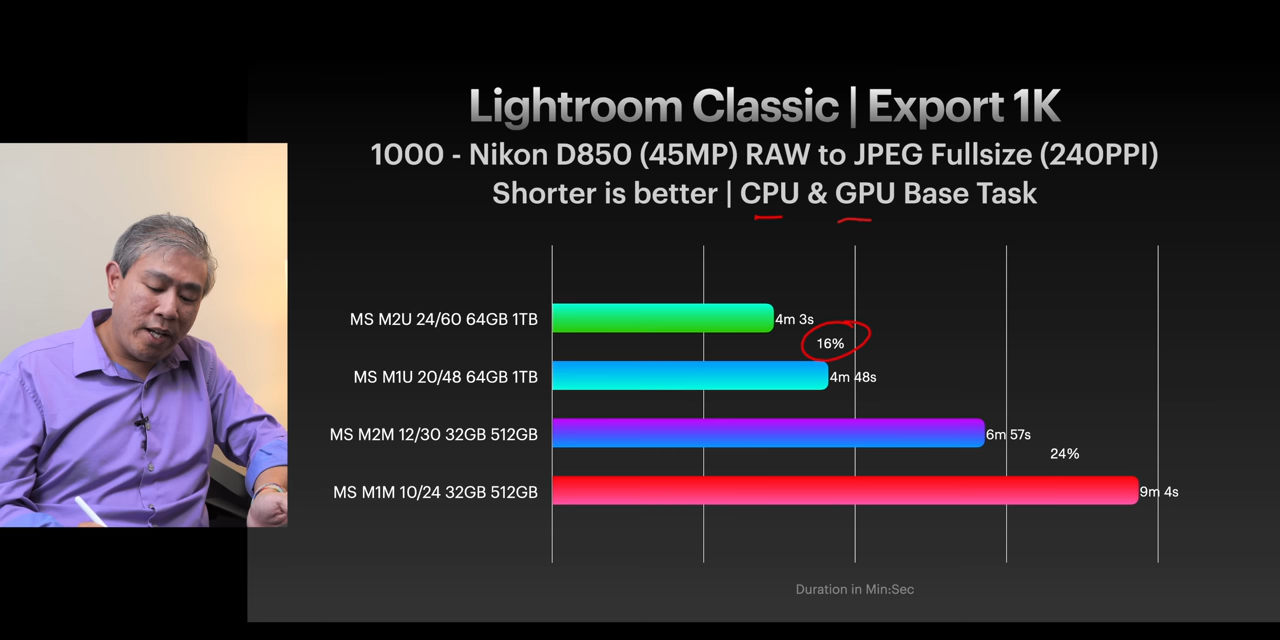 Lightroom Classic | Export 1K
1000 - Nikon D850 (45MP) RAW to JPEG Fullsize (240PPI)
Shorter is better | CPU & GPU Base Task
MS M2U 24/60 64GB 1TB
4m 3s
16%
MS M1U 20/48 64GB 1TB
4m 48s
MS M2M 12/30 32GB 512GB
6m 57s
24%
MS M1M 10/24 32GB 512GB
9m 4s
Duration in Min:Sec